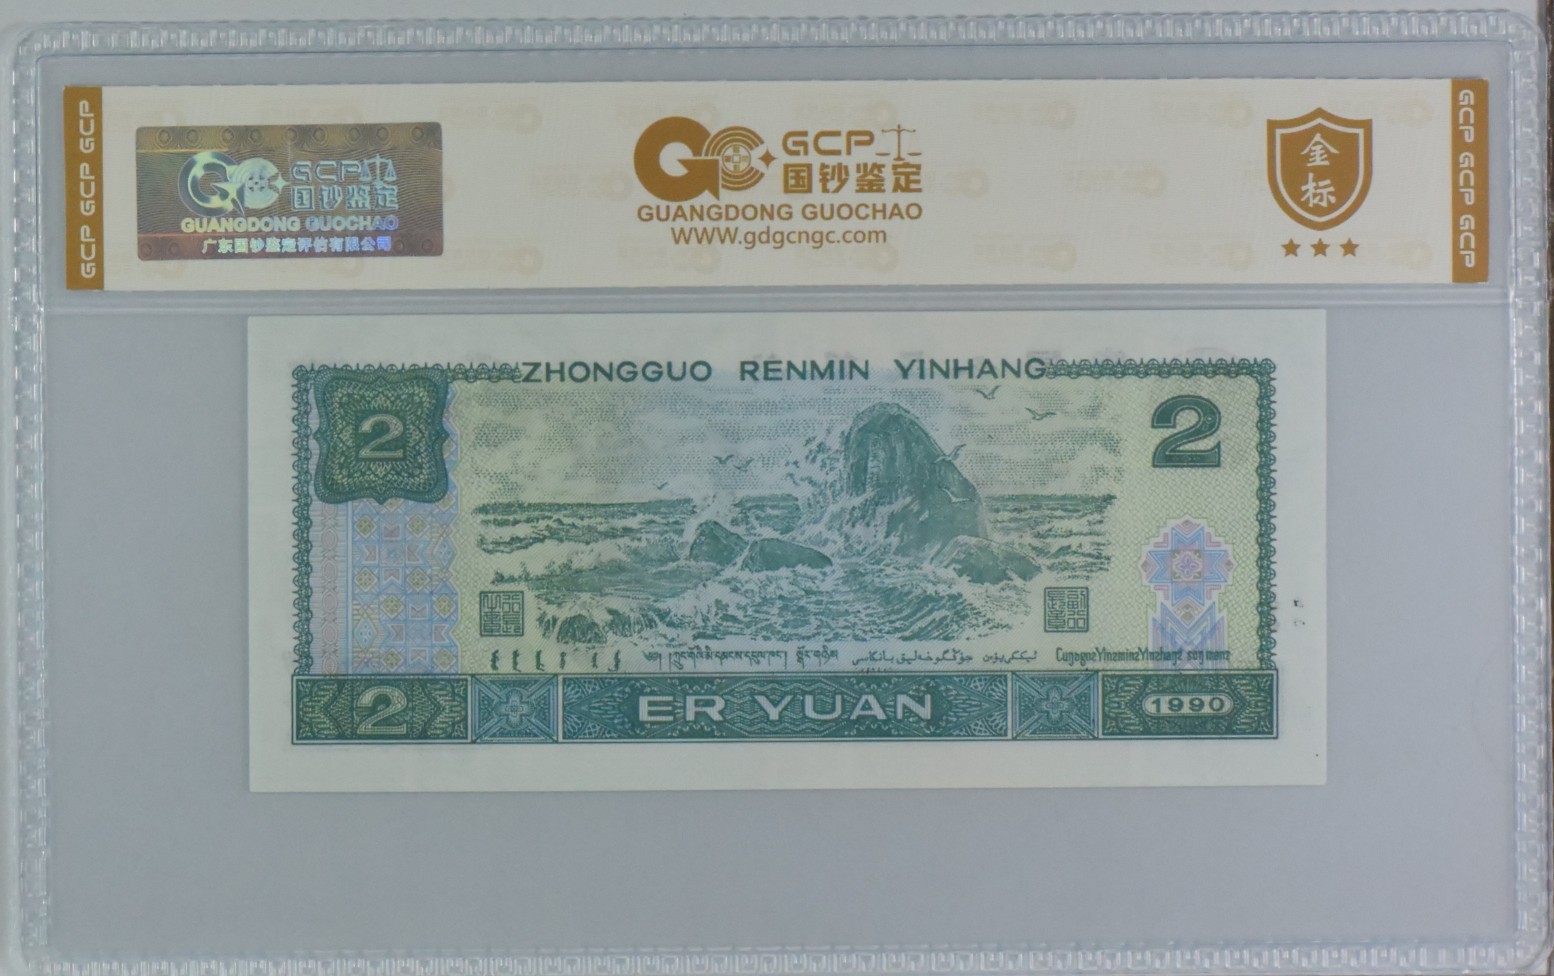 GCP GCP GCP
GCP
国钞鉴定
GUANGDONG GUOCHAO
广东国钞鉴定评估有限公司
GCP
国钞鉴定
GUANGDONG GUOCHAO
WWW.gdgcngc.com
金
标
GCP GCP GCP
ZHONGGUO RENMIN YINHANG
2
2
2
ER YUAN
1990